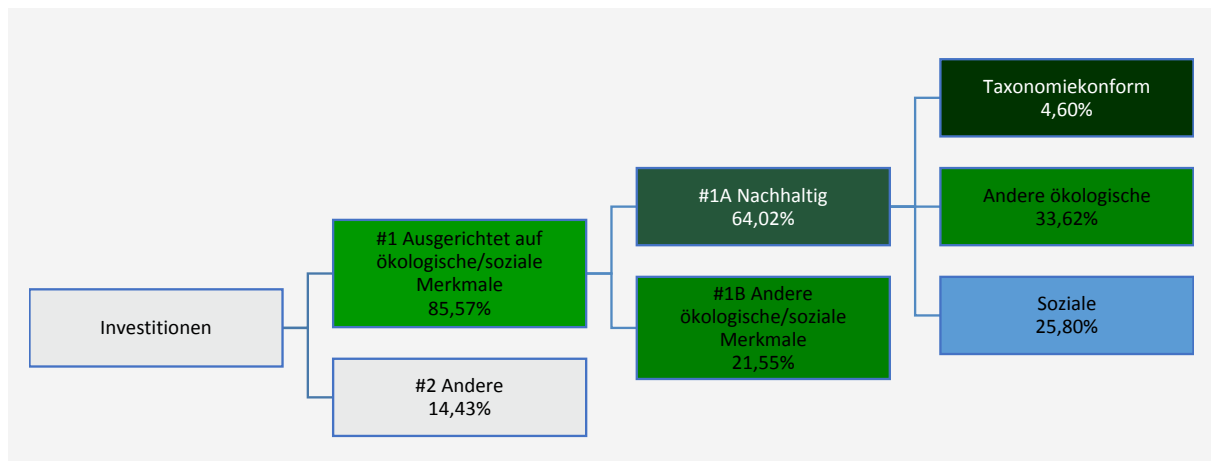 Investitionen
#1 Ausgerichtet auf
ökologische/soziale
Merkmale
85,57%
#2 Andere
14,43%
#1A Nachhaltig
64,02%
#1B Andere
ökologische/soziale
Merkmale
21,55%
Taxonomiekonform
4,60%
Andere ökologische
33,62%
Soziale
25,80%